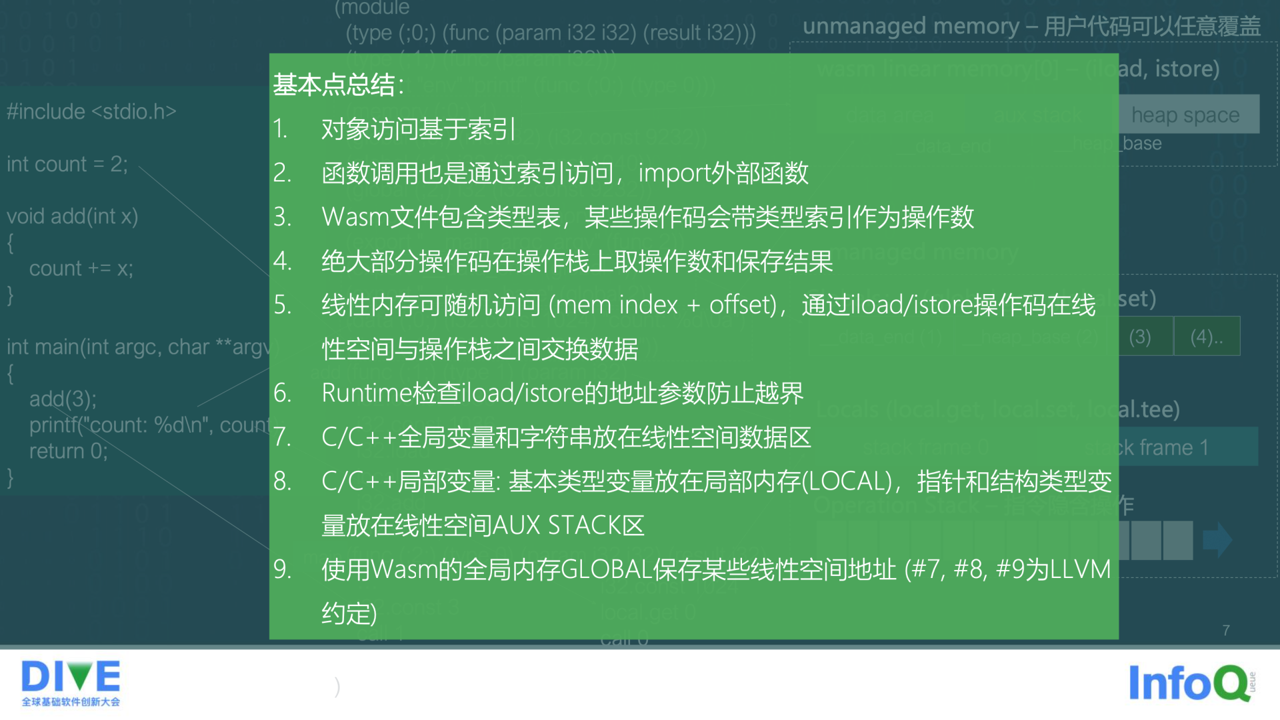 (module
(type (;0;) (func (param i32 i32) (result i32)))
unmanaged memory – 用户代码可以任意覆盖
#include <stdio.h>
int count = 2;
void add(int x)
{
count += x;
}
int main(int argc, char **argv
{
add(3);
printf("count: %d\n", count
return 0;
}
基本点总结：
1. 对象访问基于索引
2. 函数调用也是通过索引访问，import外部函数
3. Wasm文件包含类型表，某些操作码会带类型索引作为操作数
4. 绝大部分操作码在操作栈上取操作数和保存结果
5. 线性内存可随机访问 (mem index + offset)，通过iload/istore操作码在线
性空间与操作栈之间交换数据
6. Runtime检查iload/istore的地址参数防止越界
7. C/C++全局变量和字符串放在线性空间数据区
8. C/C++局部变量: 基本类型变量放在局部内存(LOCAL)，指针和结构类型变
量放在线性空间AUX STACK区
9. 使用Wasm的全局内存GLOBAL保存某些线性空间地址 (#7, #8, #9为LLVM
约定)
load, istore)
heap space
_base
set)
(3) (4)..
local.tee)
ck frame 1
作
call 0
7
)
DIVE
全球基础软件创新大会
InfoQ